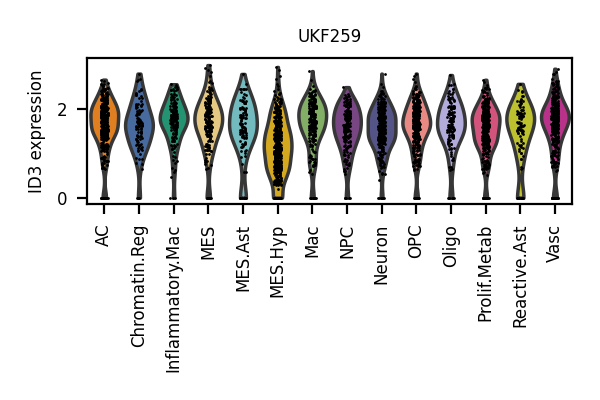 UKF259
ID3 expression
2
0
AC
Chromatin.Reg
Inflammatory.Mac
MES
MES.Ast
MES.Hyp
Mac
NPC
Neuron
OPC
Oligo
Prolif.Metab
Reactive.Ast
Vasc